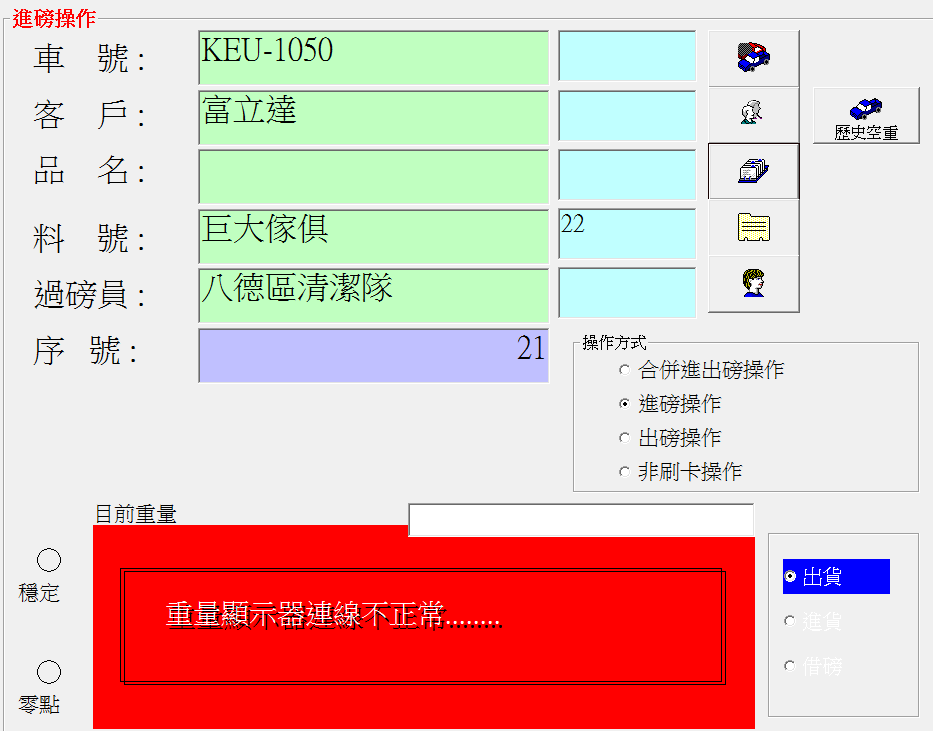 進磅操作
車 號 :
KEU-1050
客 戶 :
富立達
歷史空重
品 名 :
料 號 :
巨大傢俱
22
過磅員 :
八德區清潔隊
序 號 :
21
操作方式
合併進出磅操作
進磅操作
出磅操作
非刷卡操作
目前重量
穩定
重量顯示器連線不正常........
零點
出貨
進貨
借磅